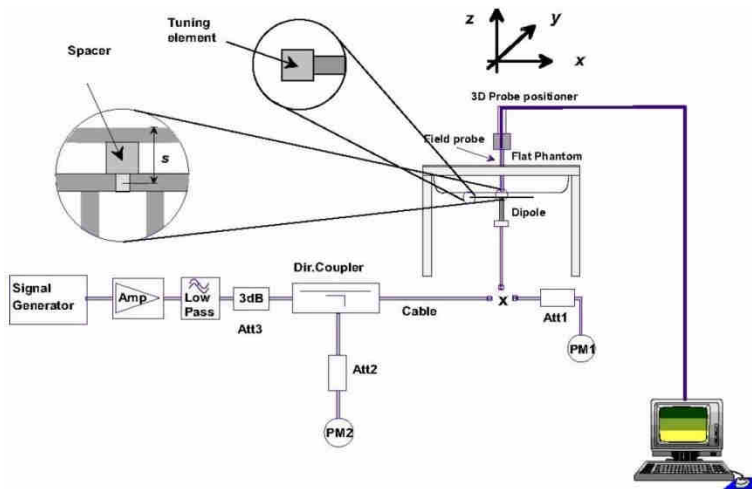 z
y
x
Tuning
element
Spacer
s
3D Probe positioner
Field probe
Flat Phantom
Dipole
Dir.Coupler
Signal
Generator
Amp
Low
Pass
3dB
Att3
Cable
x
Att1
PM1
Att2
PM2